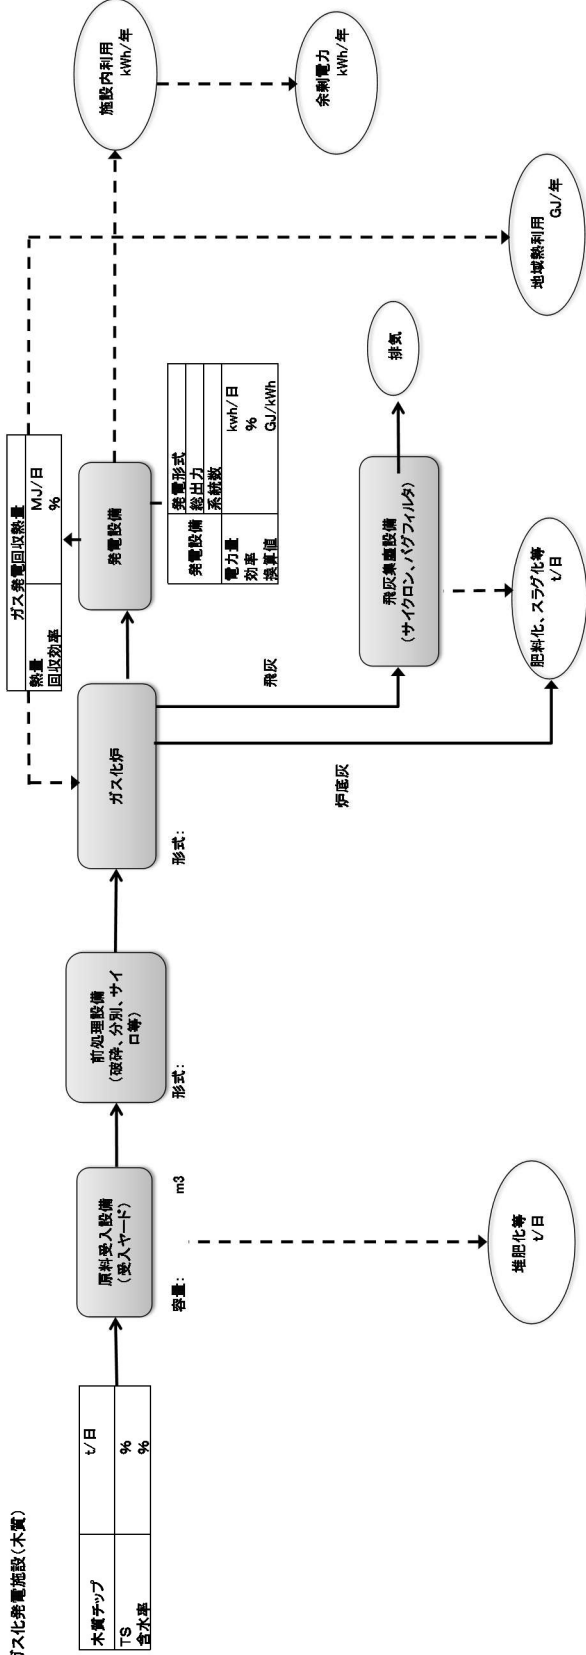 ガス化発電施設(木質)
木質チップ t/日
TS %
含水率 %
原料受入設備
(受入ヤード)
容量: m3
堆肥化等
t/日
前処理設備
(破砕、分別、サイ
ロ等)
形式:
ガス化炉
形式:
ガス発電回収熱量
熱量 MJ/日
回収効率 %
発電設備
発電設備 発電形式
総出力
系統数
電力量 kwh/日
効率 %
換算値 GJ/kWh
飛灰
炉底灰
飛灰集塵設備
(サイクロン、バグフィルタ)
排気
肥料化、スラグ化等
t/日
施設内利用
kWh/年
余剰電力
kWh/年
地域熱利用
GJ/年